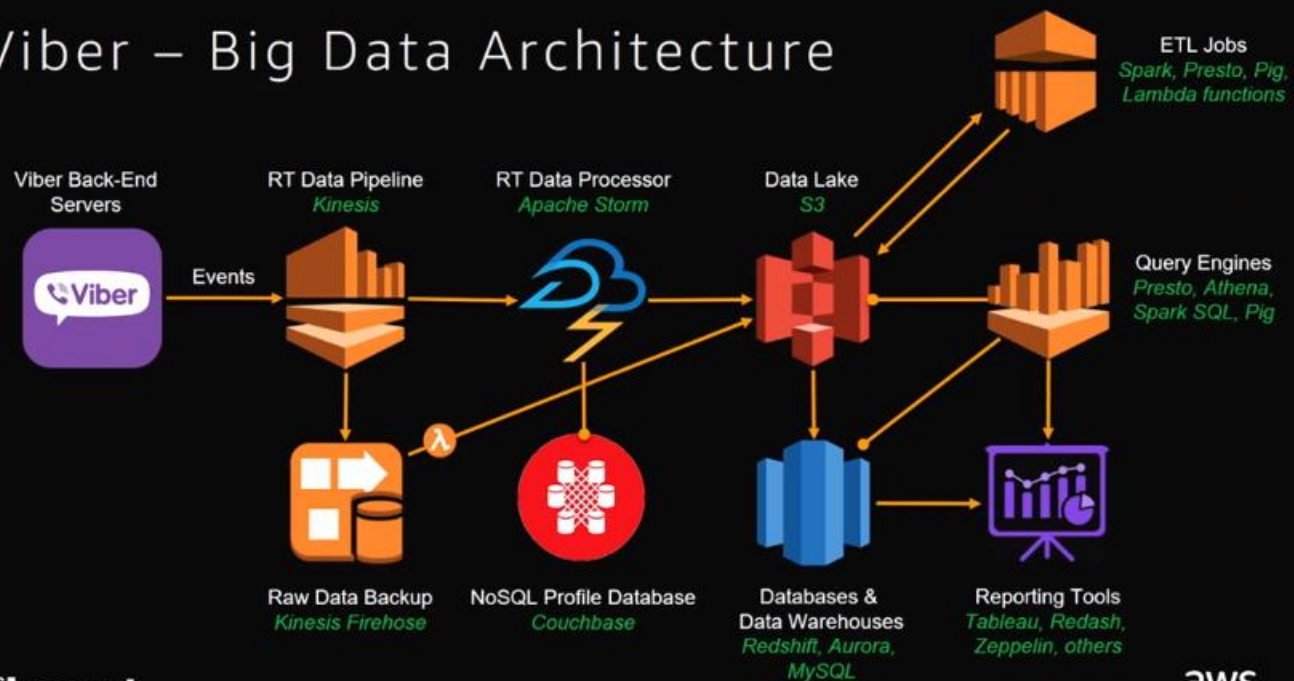 Viber – Big Data Architecture
ETL Jobs
Spark, Presto, Pig,
Lambda functions
Viber Back-End
Servers
RT Data Pipeline
Kinesis
RT Data Processor
Apache Storm
Data Lake
S3
Viber
Events
Query Engines
Presto, Athena,
Spark SQL, Pig
λ
Raw Data Backup
Kinesis Firehose
NoSQL Profile Database
Couchbase
Databases &
Data Warehouses
Redshift, Aurora,
MySQL
Reporting Tools
Tableau, Redash,
Zeppelin, others
aws